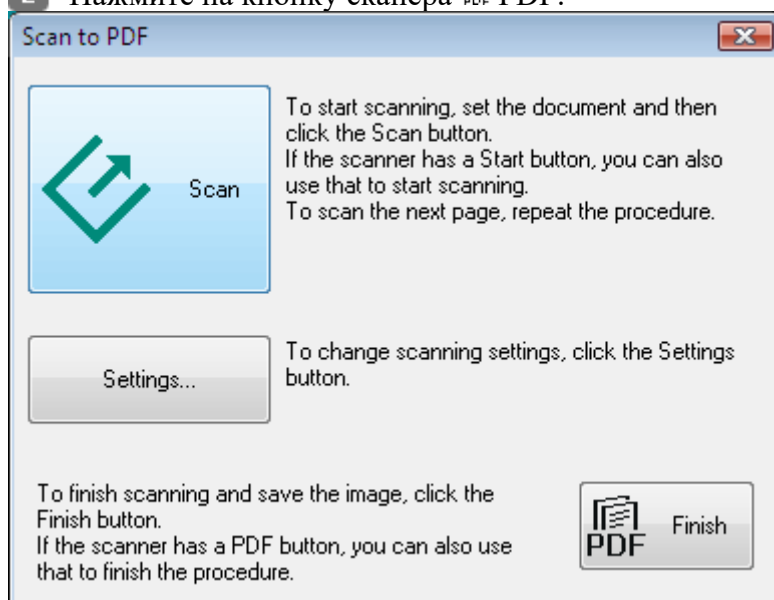 2 Нажмите на кнопку сканера PDF PDF.
Scan to PDF
Scan
To start scanning, set the document and then
click the Scan button.
If the scanner has a Start button, you can also
use that to start scanning.
To scan the next page, repeat the procedure.
Settings...
To change scanning settings, click the Settings
button.
To finish scanning and save the image, click the
Finish button.
If the scanner has a PDF button, you can also use
that to finish the procedure.
PDF Finish